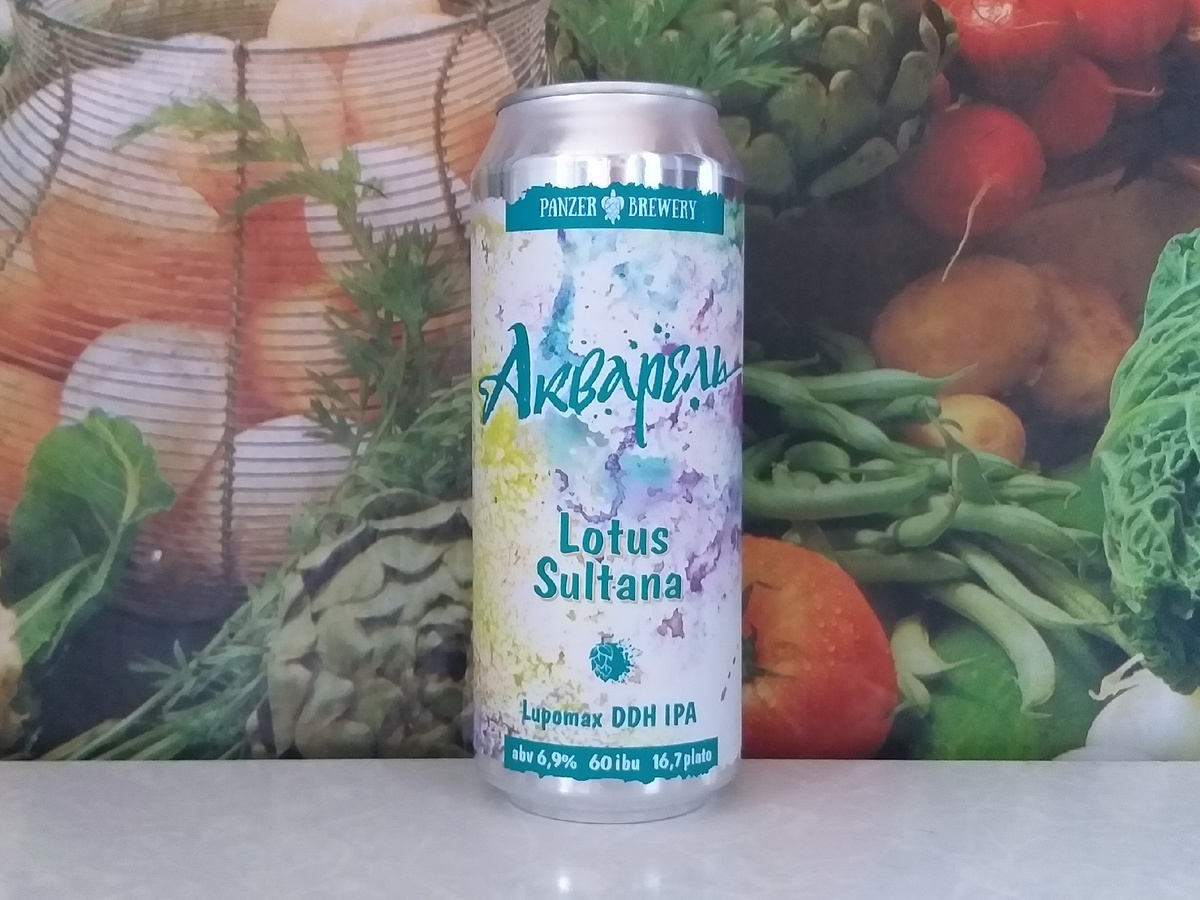 PANZER BREWERY
Акварель
Lotus
Sultana
Lupomax DDH IPA
abv 6,9% 60 ibu 16,7 plato